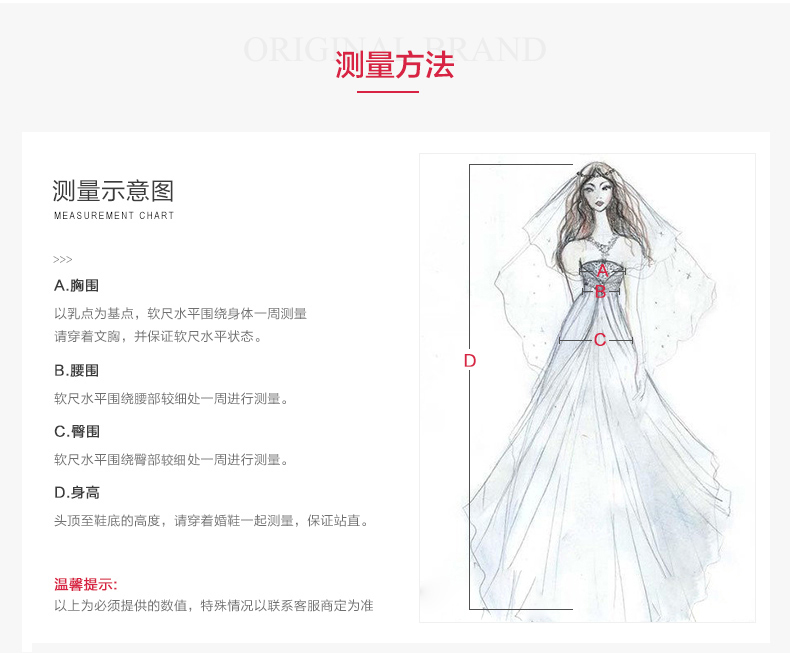 ORIGINAL BRAND
测量方法
测量示意图
MEASUREMENT CHART
>>>
A.胸围
以乳点为基点，软尺水平围绕身体一周测量
请穿着文胸，并保证软尺水平状态。
B.腰围
软尺水平围绕腰部较细处一周进行测量。
C.臀围
软尺水平围绕臀部较细处一周进行测量。
D.身高
头顶至鞋底的高度，请穿着婚鞋一起测量，保证站直。
温馨提示:
以上为必须提供的数值，特殊情况以联系客服商定为准
A
B
C
D